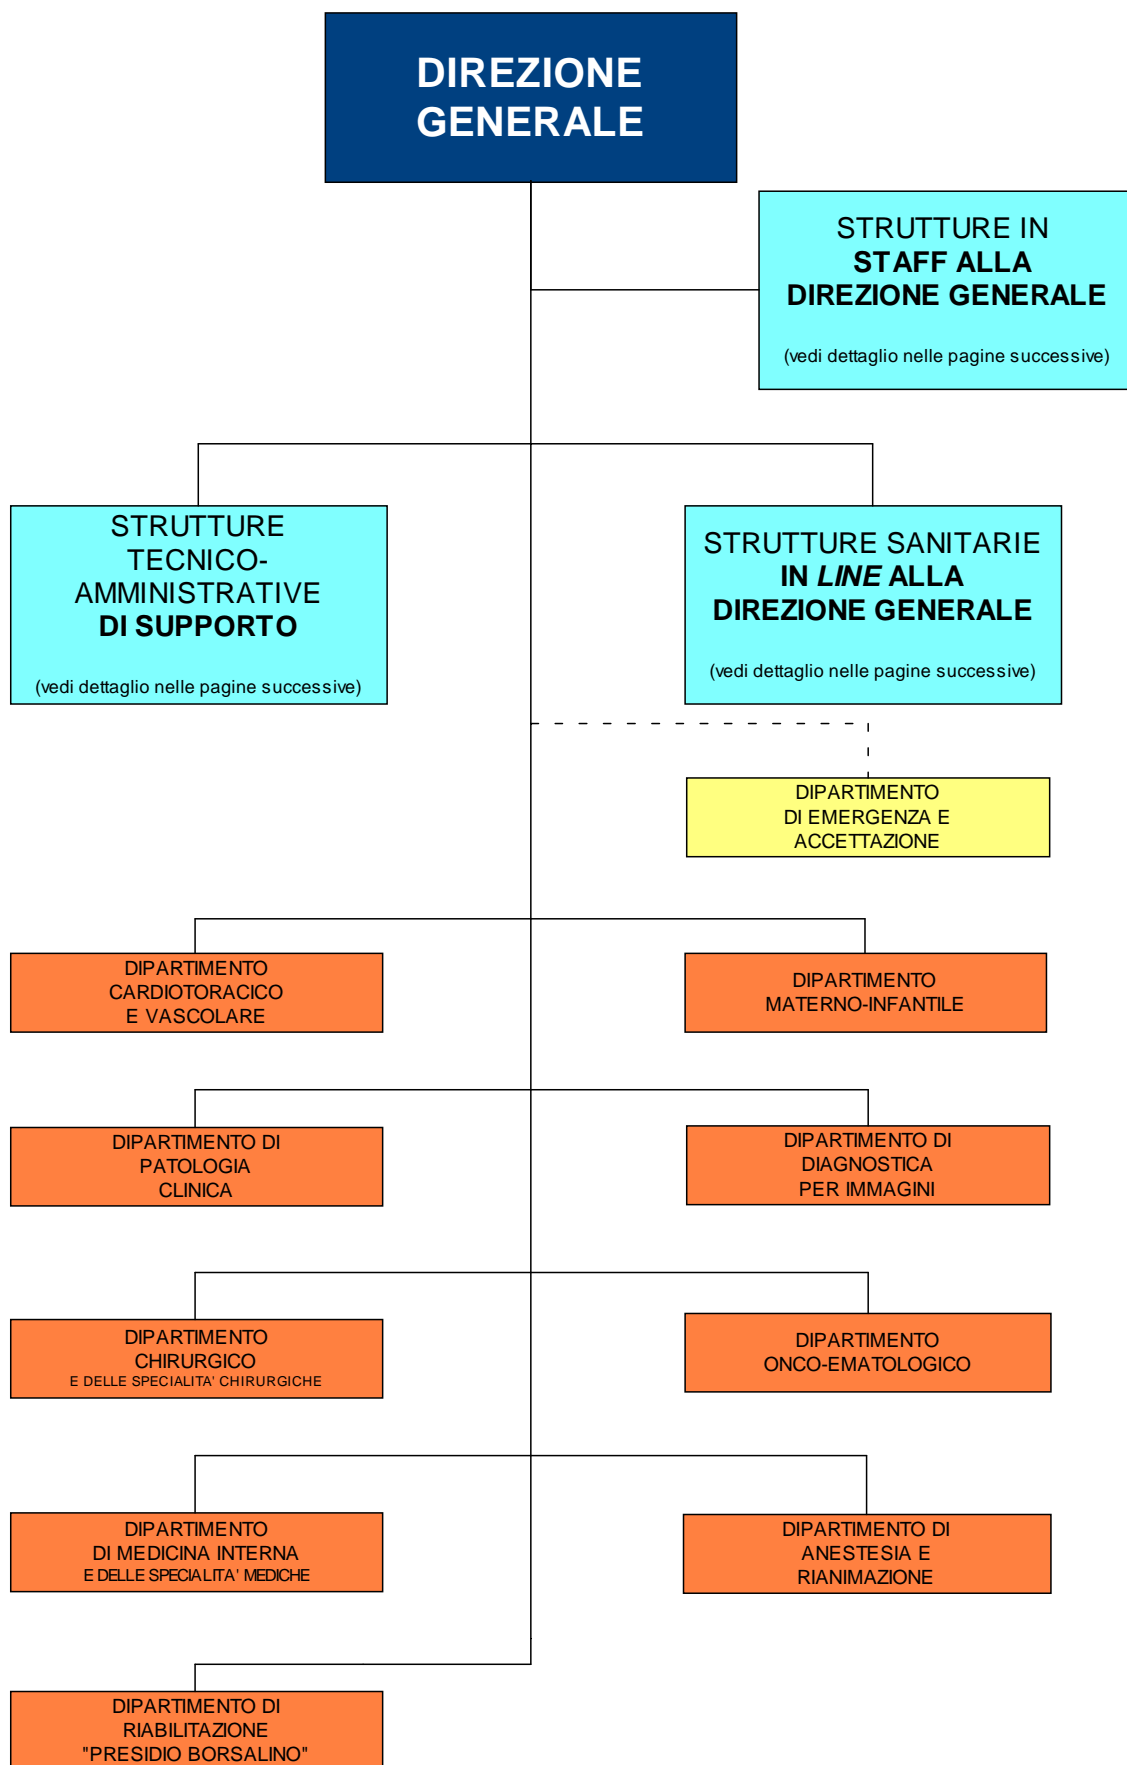 DIREZIONE
GENERALE
STRUTTURE IN
STAFF ALLA
DIREZIONE GENERALE
(vedi dettaglio nelle pagine successive)
STRUTTURE
TECNICO-
AMMINISTRATIVE
DI SUPPORTO
(vedi dettaglio nelle pagine successive)
STRUTTURE SANITARIE
IN LINE ALLA
DIREZIONE GENERALE
(vedi dettaglio nelle pagine successive)
DIPARTIMENTO
DI EMERGENZA E
ACCETTAZIONE
DIPARTIMENTO
CARDIOTORACICO
E VASCOLARE
DIPARTIMENTO
MATERNO-INFANTILE
DIPARTIMENTO DI
PATOLOGIA
CLINICA
DIPARTIMENTO DI
DIAGNOSTICA
PER IMMAGINI
DIPARTIMENTO
CHIRURGICO
E DELLE SPECIALITA' CHIRURGICHE
DIPARTIMENTO
ONCO-EMATOLOGICO
DIPARTIMENTO
DI MEDICINA INTERNA
E DELLE SPECIALITA' MEDICHE
DIPARTIMENTO DI
ANESTESIA E
RIANIMAZIONE
DIPARTIMENTO DI
RIABILITAZIONE
"PRESIDIO BORSALINO"